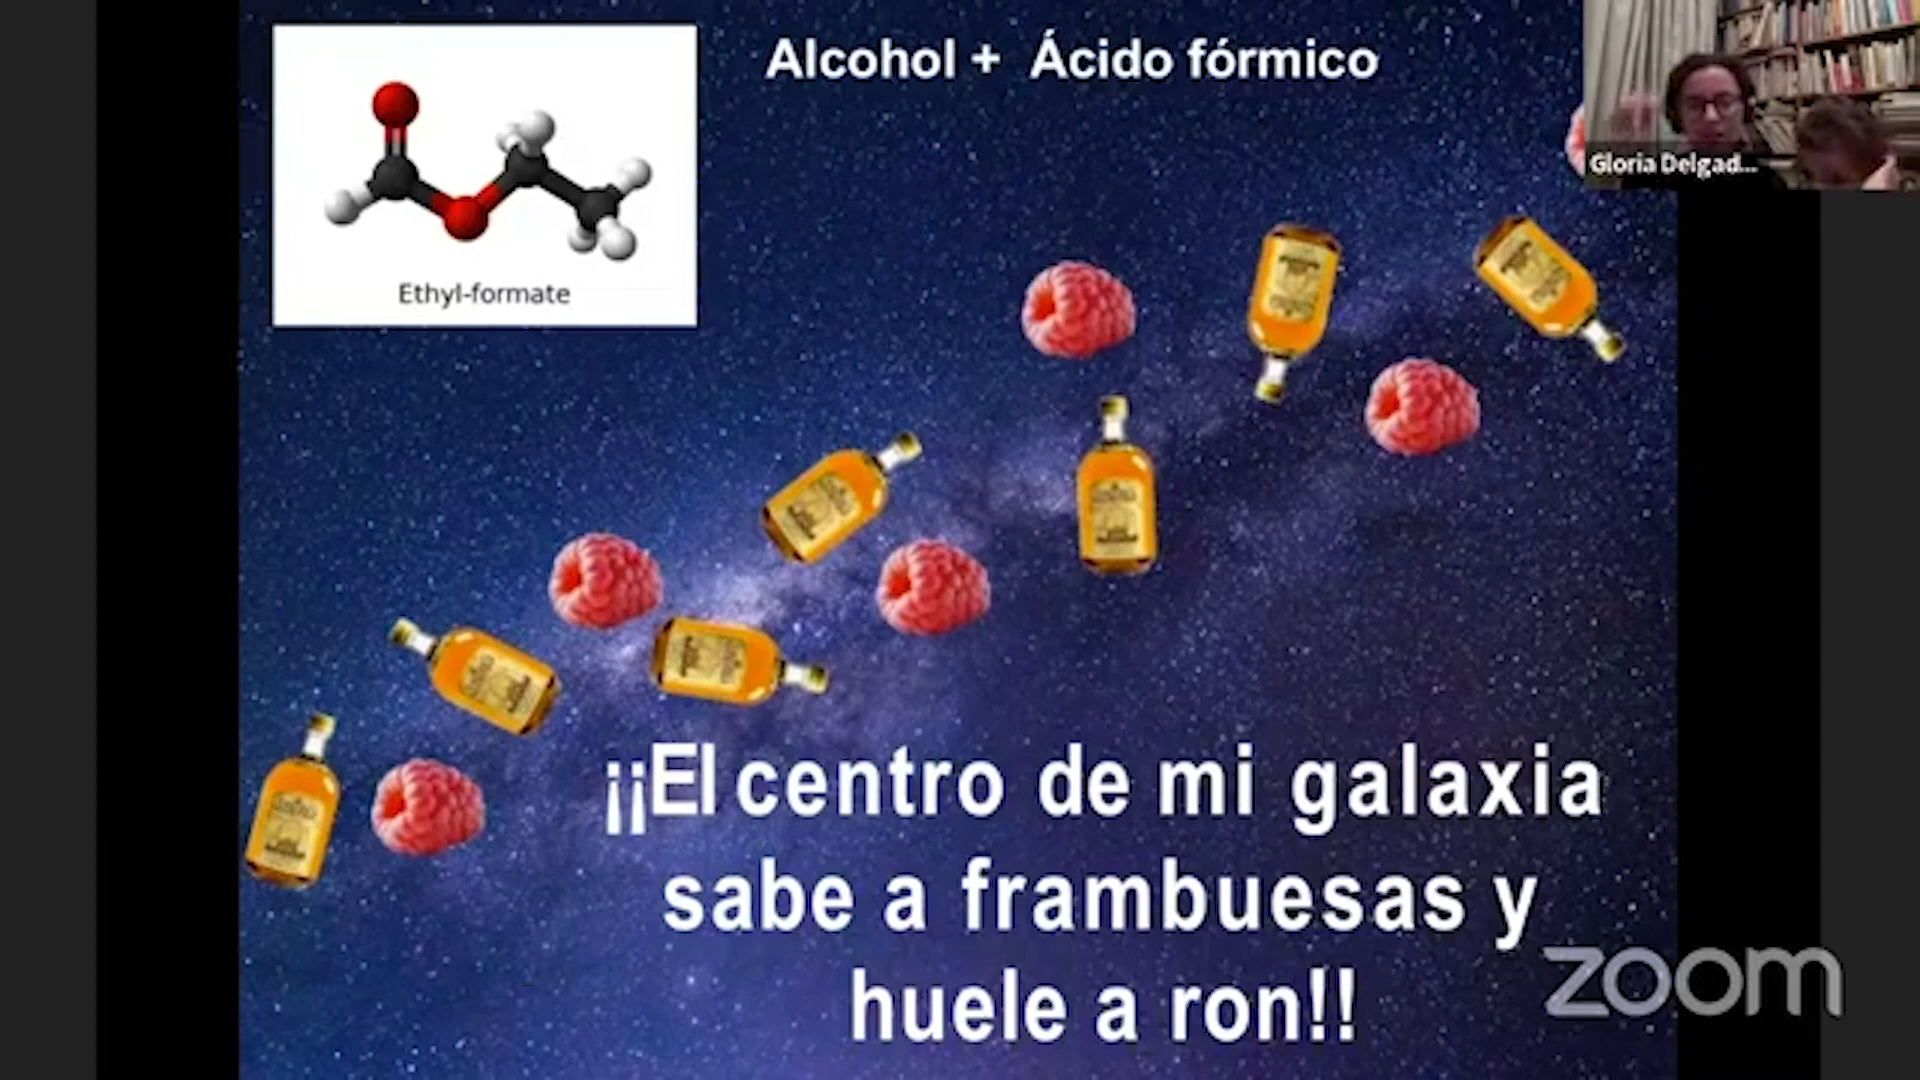 Alcohol + Ácido fórmico
Gloria Delgad...
Ethyl-formate
¡¡El centro de mi galaxia
sabe a frambuesas y
huele a ron!!
zoom